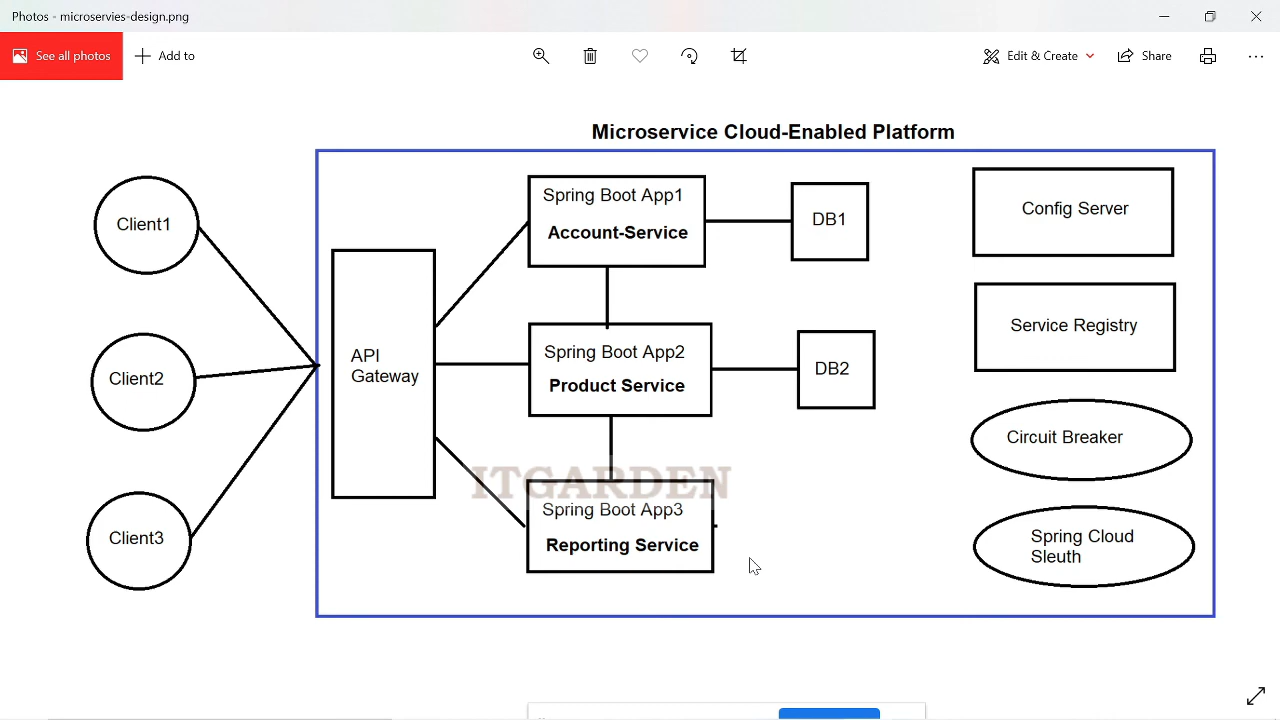 Photos - microservies-design.png
See all photos
Add to
Edit & Create
Share
Microservice Cloud-Enabled Platform
Client1
Client2
Client3
API
Gateway
Spring Boot App1
Account-Service
DB1
Spring Boot App2
Product Service
DB2
ITGARDEN
Spring Boot App3
Reporting Service
Config Server
Service Registry
Circuit Breaker
Spring Cloud
Sleuth